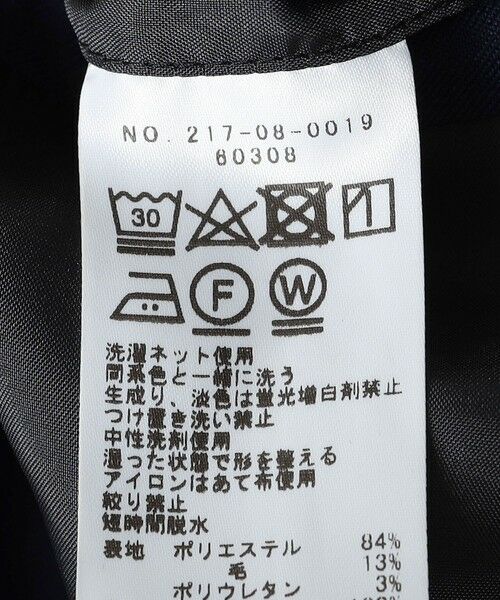 NO. 217-08-0019
60308
30
F W
洗濯ネット使用
同系色と一緒に洗う
生成り、淡色は蛍光増白剤禁止
つけ置き洗い禁止
中性洗剤使用
湿った状態で形を整える
アイロンはあて布使用
絞り禁止
短時間脱水
表地 ポリエステル 84%
毛 13%
ポリウレタン 3%